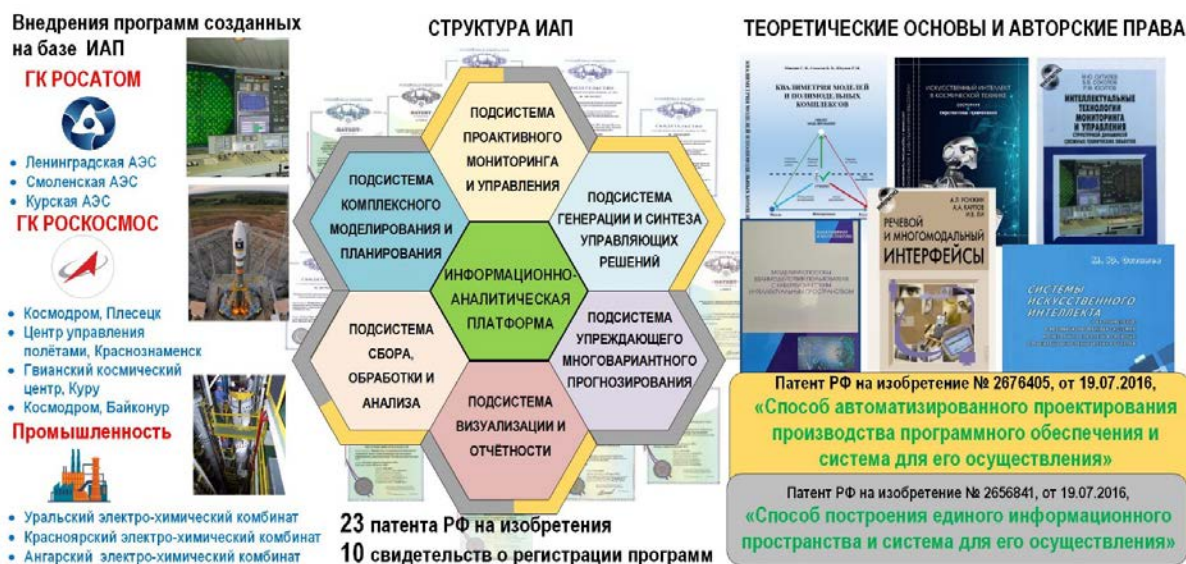 Внедрения программ созданных
на базе ИАП
ГК РОСАТОМ
• Ленинградская АЭС
• Смоленская АЭС
• Курская АЭС
ГК РОСКОСМОС
• Космодром, Плесецк
• Центр управления
полётами, Краснознаменск
• Гвианский космический
центр, Куру
• Космодром, Байконур
Промышленность
• Уральский электро-химический комбинат
• Красноярский электро-химический комбинат
• Ангарский электро-химический комбинат
СТРУКТУРА ИАП
ПОДСИСТЕМА
ПРОАКТИВНОГО
МОНИТОРИНГА
И УПРАВЛЕНИЯ
ПОДСИСТЕМА
КОМПЛЕКСНОГО
МОДЕЛИРОВАНИЯ И
ПЛАНИРОВАНИЯ
ПОДСИСТЕМА
ГЕНЕРАЦИИ И СИНТЕЗА
УПРАВЛЯЮЩИХ
РЕШЕНИЙ
ИНФОРМАЦИОННО-
АНАЛИТИЧЕСКАЯ
ПЛАТФОРМА
ПОДСИСТЕМА
СБОРА,
ОБРАБОТКИ И
АНАЛИЗА
ПОДСИСТЕМА
УПРЕЖДАЮЩЕГО
МНОГОВАРИАНТНОГО
ПРОГНОЗИРОВАНИЯ
ПОДСИСТЕМА
ВИЗУАЛИЗАЦИИ И
ОТЧЁТНОСТИ
23 патента РФ на изобретения
10 свидетельств о регистрации программ
ТЕОРЕТИЧЕСКИЕ ОСНОВЫ И АВТОРСКИЕ ПРАВА
КВАЛИМЕТРИЯ МОДЕЛЕЙ
И ПОЛИМОДЕЛЬНЫХ
КОМПЛЕКСОВ
ИСКУССТВЕННЫЙ ИНТЕЛЛЕКТ
В КОСМИЧЕСКОЙ ТЕХНИКЕ
ИНТЕЛЛЕКТУАЛЬНЫЕ
ТЕХНОЛОГИИ
МОНИТОРИНГА
И УПРАВЛЕНИЯ
РЕЧЕВОЙ
И МНОГОМОДАЛЬНЫЙ
ИНТЕРФЕЙСЫ
СИСТЕМЫ
ИСКУССТВЕННОГО
ИНТЕЛЛЕКТА
Патент РФ на изобретение № 2676405, от 19.07.2016,
«Способ автоматизированного проектирования
производства программного обеспечения и
система для его осуществления»
Патент РФ на изобретение № 2656841, от 19.07.2016,
«Способ построения единого информационного
пространства и система для его осуществления»